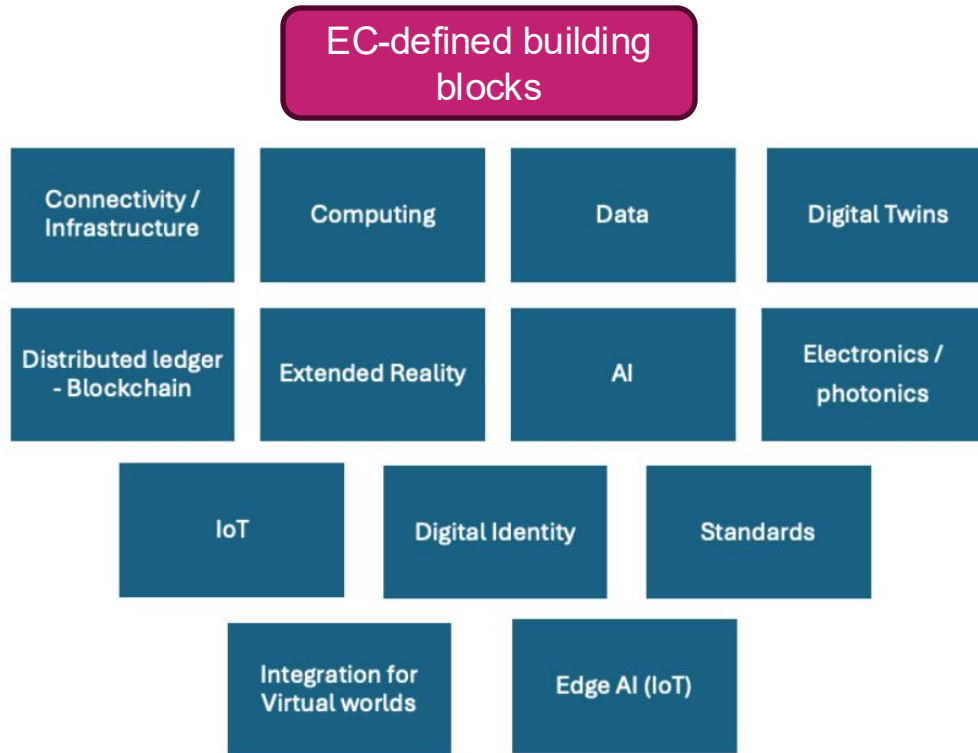 EC-defined building
blocks
Connectivity /
Infrastructure
Computing
Data
Digital Twins
Distributed ledger
- Blockchain
Extended Reality
AI
Electronics /
photonics
IoT
Digital Identity
Standards
Integration for
Virtual worlds
Edge AI (IoT)